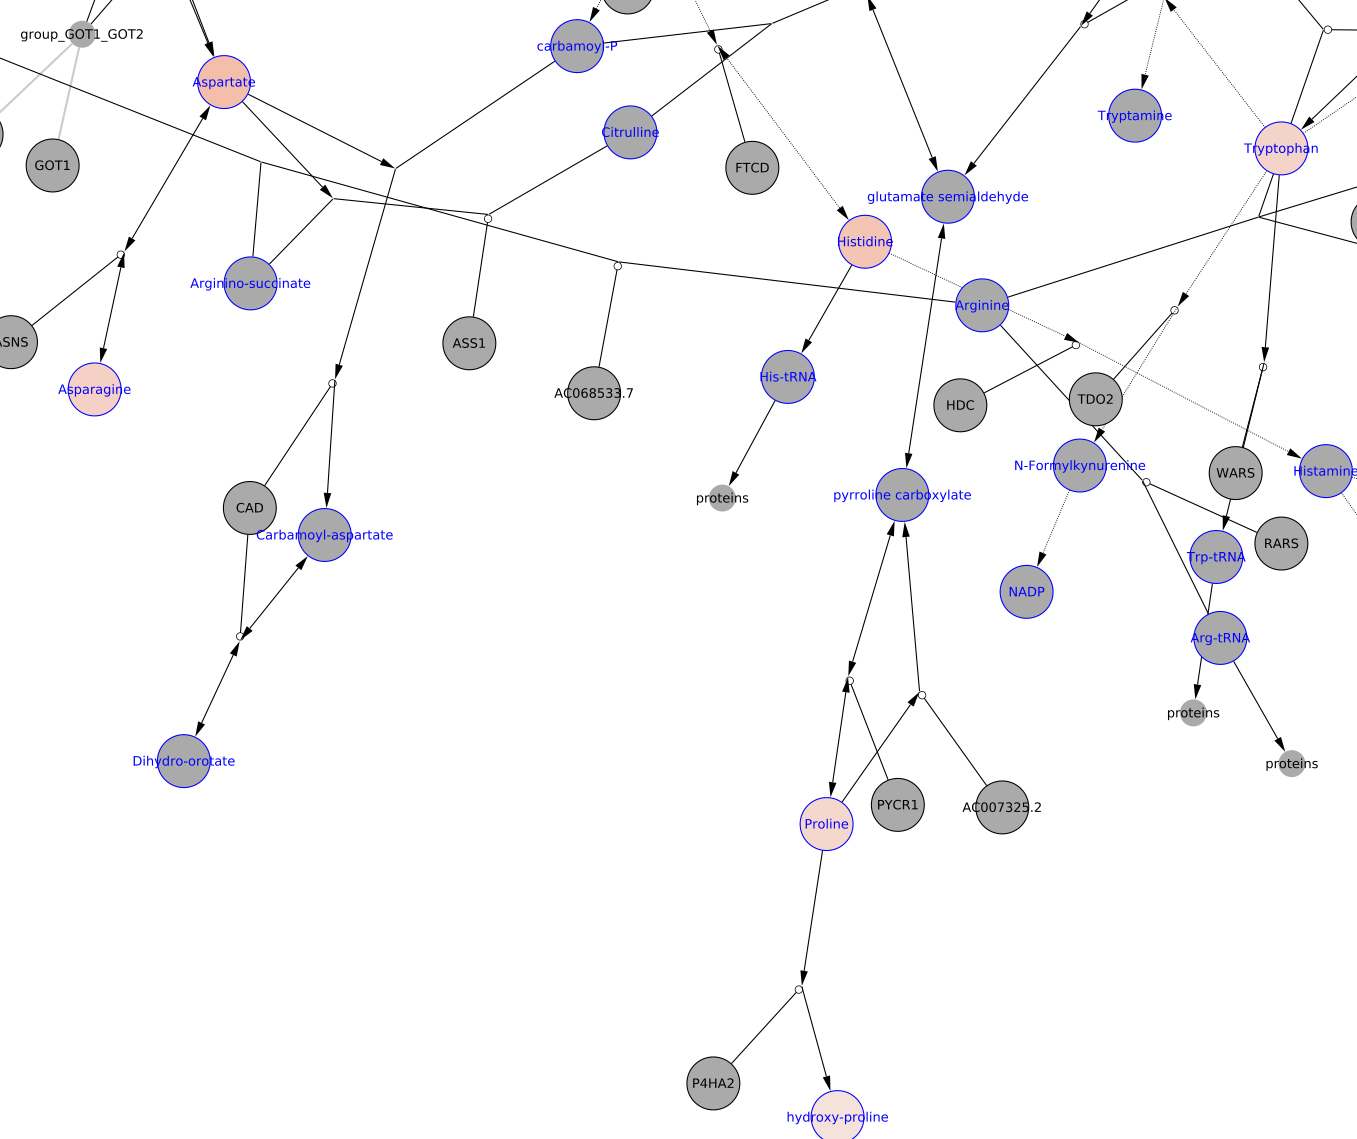 group_GOT1_GOT2
carbamoyl-P
Aspartate
Tryptamine
Citrulline
Tryptophan
GOT1
FTCD
glutamate semialdehyde
Histidine
Arginino-succinate
Arginine
ASNS
ASS1
His-tRNA
Asparagine
AC068533.7
TDO2
HDC
N-Formylkynurenine
Histamine
WARS
pyrroline carboxylate
proteins
CAD
Carbamoyl-aspartate
RARS
Trp-tRNA
NADP
Arg-tRNA
proteins
Dihydro-orotate
proteins
PYCR1
AC007325.2
Proline
P4HA2
hydroxy-proline